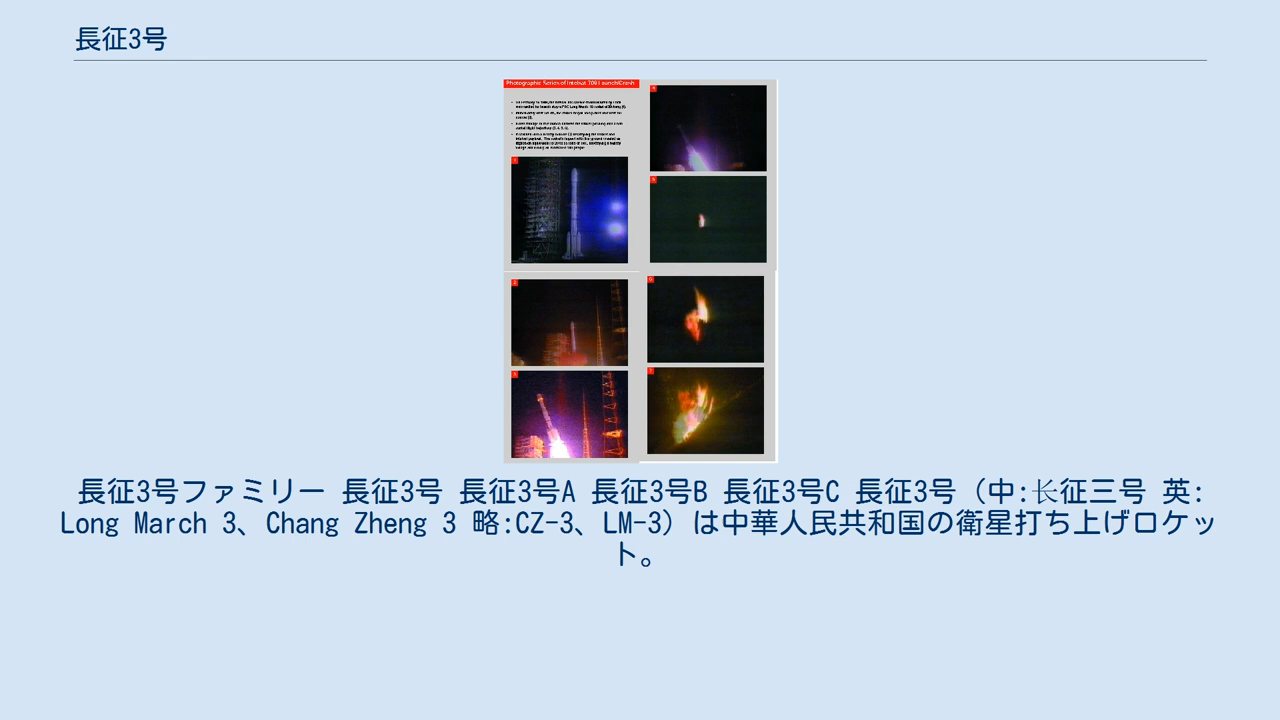 長征3号
Photographic Series of Intelsat 708 Launch/Crash
長征3号ファミリー 長征3号 長征3号A 長征3号B 長征3号C 長征3号（中:长征三号 英:
Long March 3、Chang Zheng 3 略:CZ-3、LM-3）は中華人民共和国の衛星打ち上げロケッ
ト。